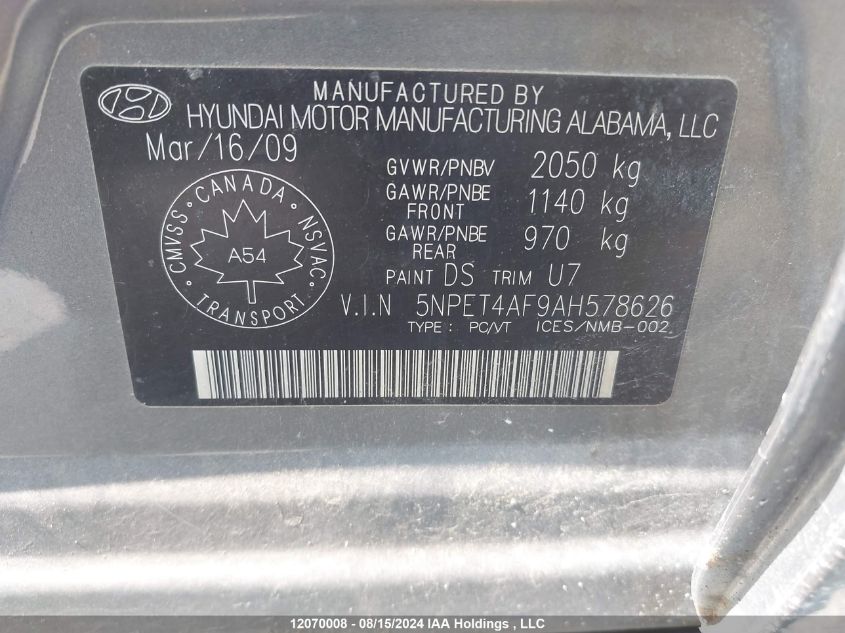 MANUFACTURED BY
HYUNDAI MOTOR MANUFACTURING ALABAMA, LLC
Mar/16/09
GVWR/PNBV 2050 kg
GAWR/PNBE FRONT 1140 kg
GAWR/PNBE REAR 970 kg
PAINT DS TRIM U7
CMVSS · CANADA · NSVAC · TRANSPORT ·
A54
V.I.N 5NPET4AF9AH578626
TYPE : PC/VT ICES/NMB-002
12070008 - 08/15/2024 IAA Holdings , LLC